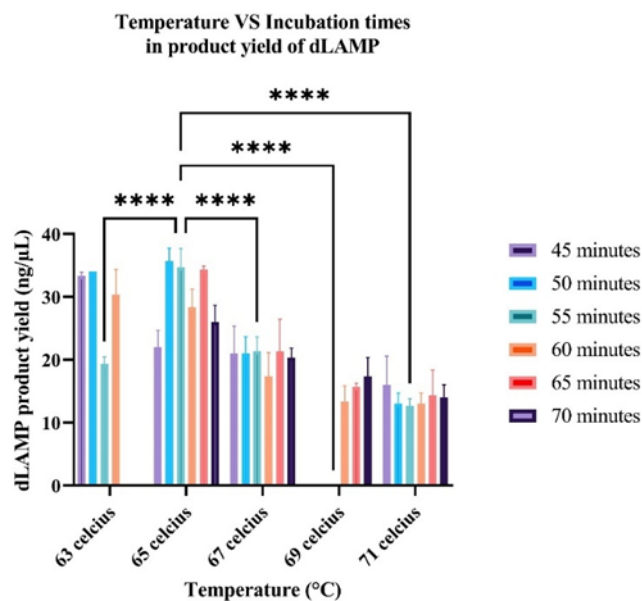 Temperature VS Incubation times
in product yield of dLAMP
****
****
**** ****
dLAMP product yield (ng/µL)
40
30
20
10
0
63 celcius
65 celcius
67 celcius
69 celcius
71 celcius
Temperature (°C)
45 minutes
50 minutes
55 minutes
60 minutes
65 minutes
70 minutes